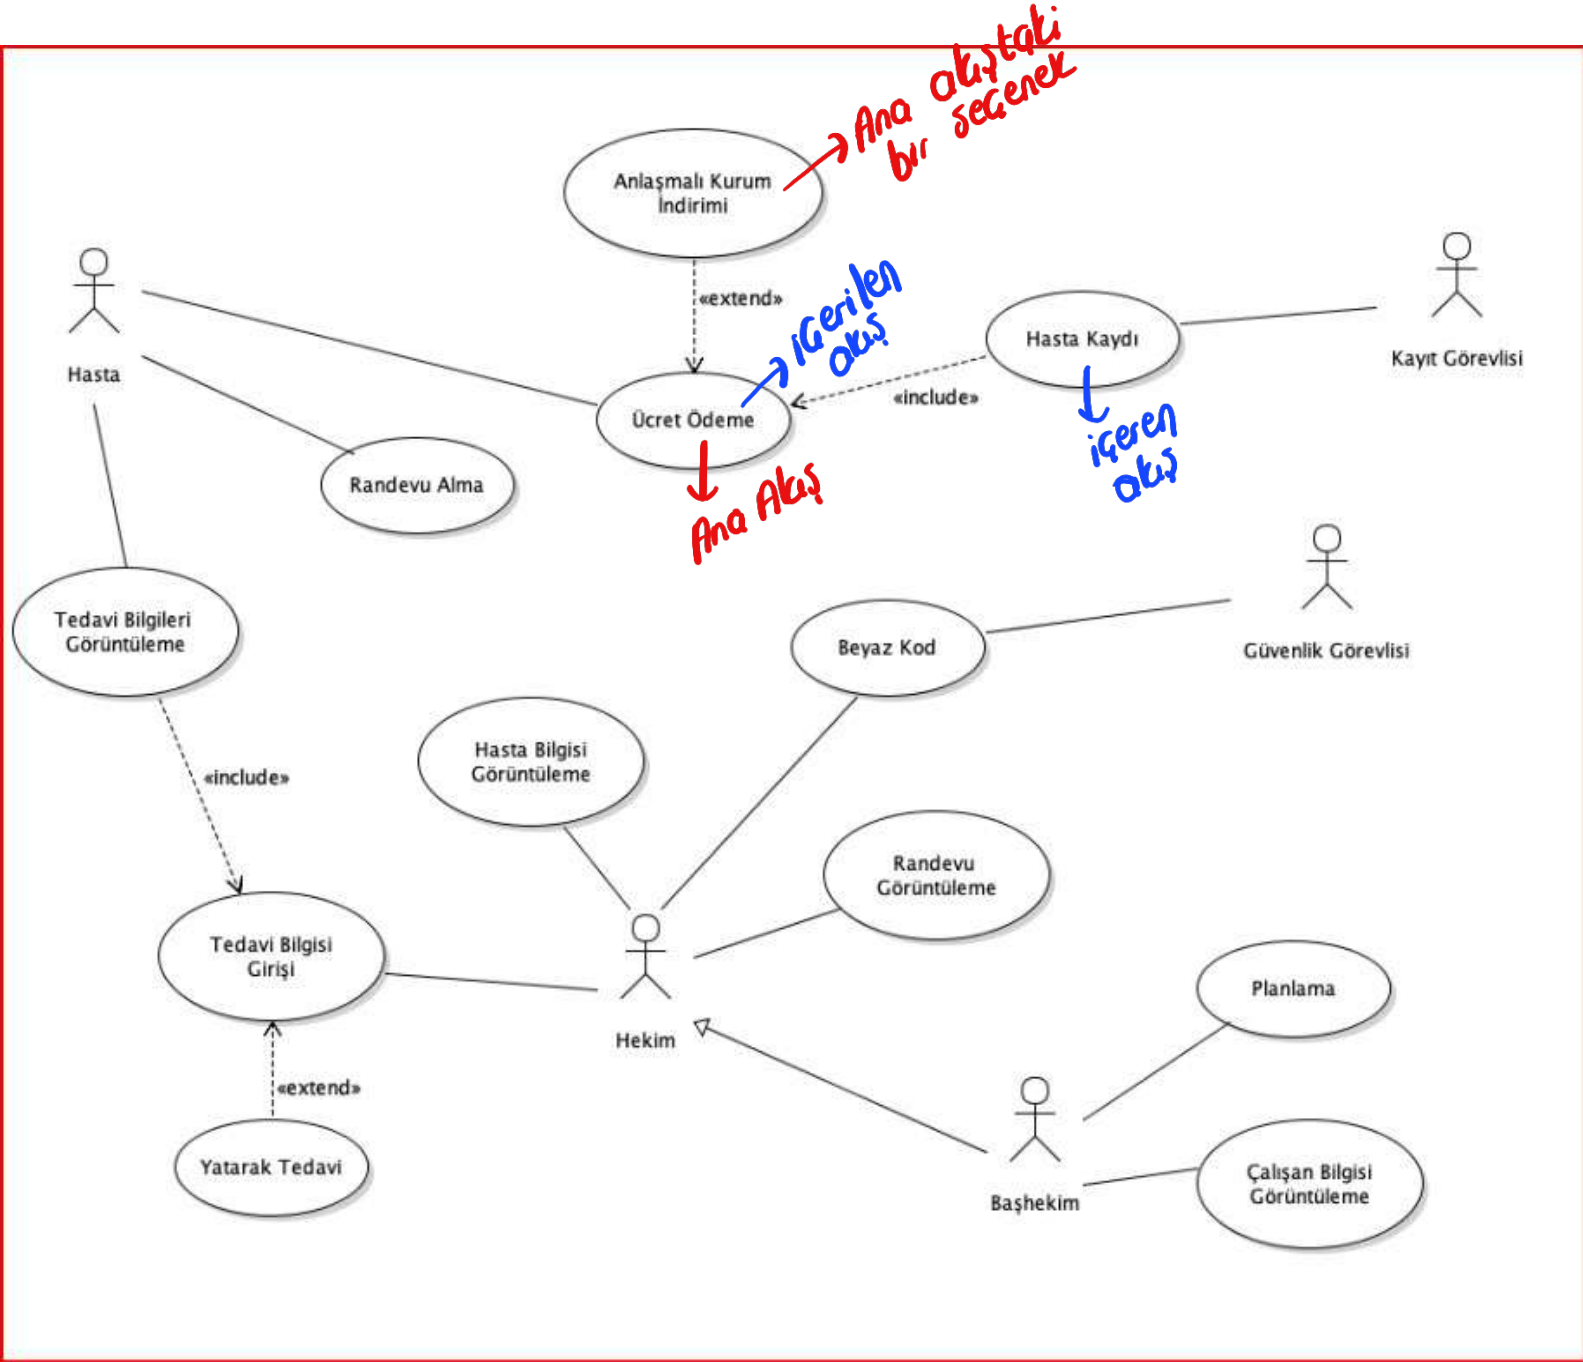 Ana akıştaki
bir seçenek
Anlaşmalı Kurum
İndirimi
«extend»
içerilen
akış
Hasta
Hasta Kaydı
Kayıt Görevlisi
«include»
Ücret Ödeme
içeren
akış
Ana Akış
Randevu Alma
Tedavi Bilgileri
Görüntüleme
Beyaz Kod
Güvenlik Görevlisi
Hasta Bilgisi
Görüntüleme
«include»
Randevu
Görüntüleme
Tedavi Bilgisi
Girişi
Hekim
Planlama
«extend»
Yatarak Tedavi
Başhekim
Çalışan Bilgisi
Görüntüleme